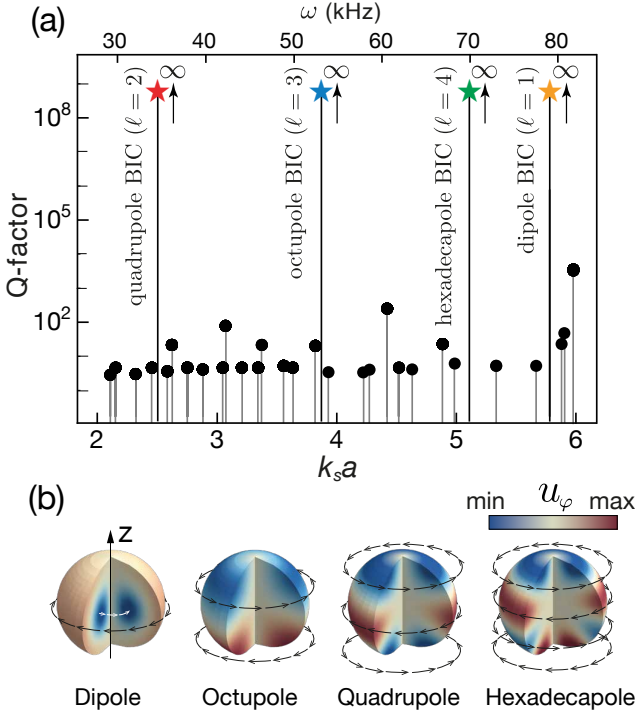 (a)
ω (kHz)
30 40 50 60 70 80
∞ ∞ ∞ ∞
quadrupole BIC (ℓ = 2)
octupole BIC (ℓ = 3)
hexadecapole BIC (ℓ = 4)
dipole BIC (ℓ = 1)
Q-factor
10^8
10^5
10^2
2 3 4 5 6
k_s a
(b)
min u_φ max
z
Dipole Octupole Quadrupole Hexadecapole